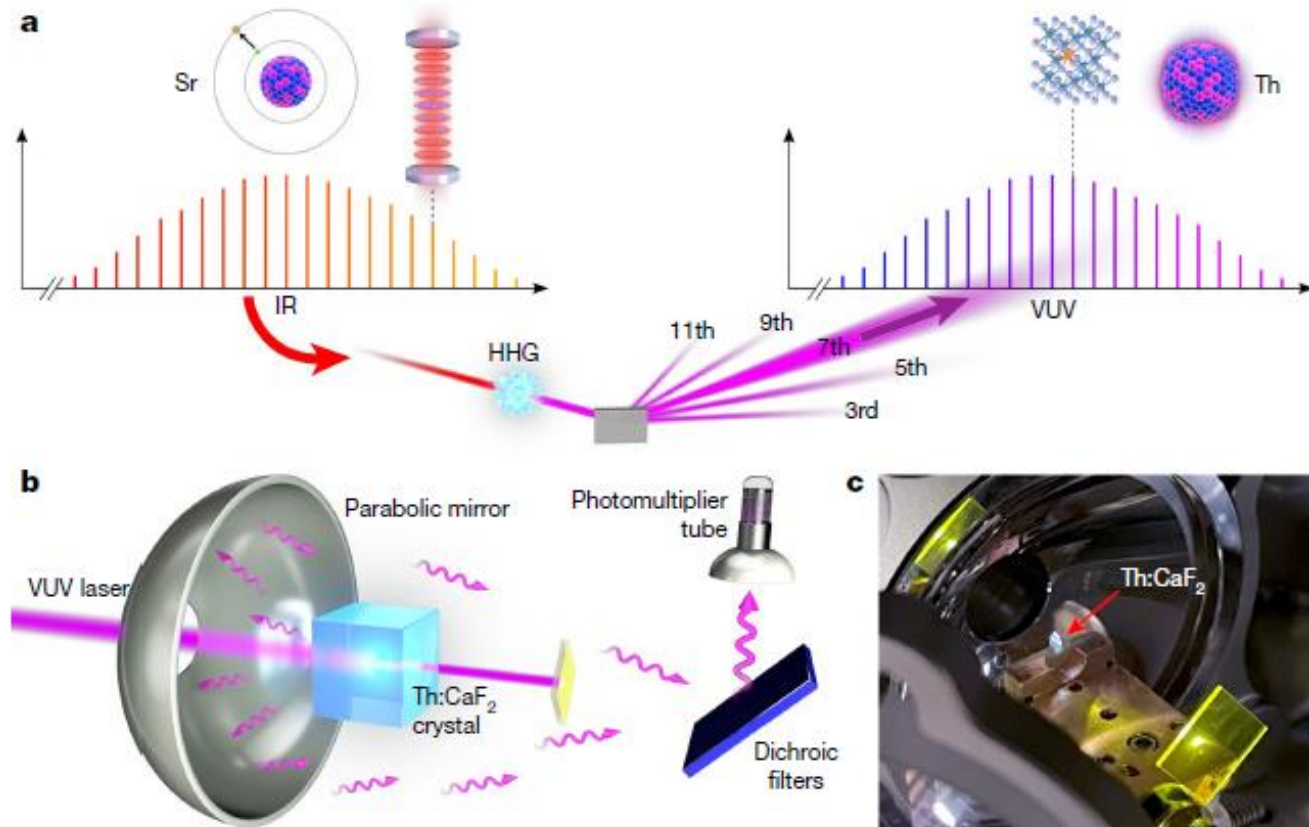 a
Sr
Th
IR
VUV
HHG
11th
9th
7th
5th
3rd
b
Parabolic mirror
VUV laser
Th:CaF₂
crystal
Photomultiplier
tube
Dichroic
filters
c
Th:CaF₂